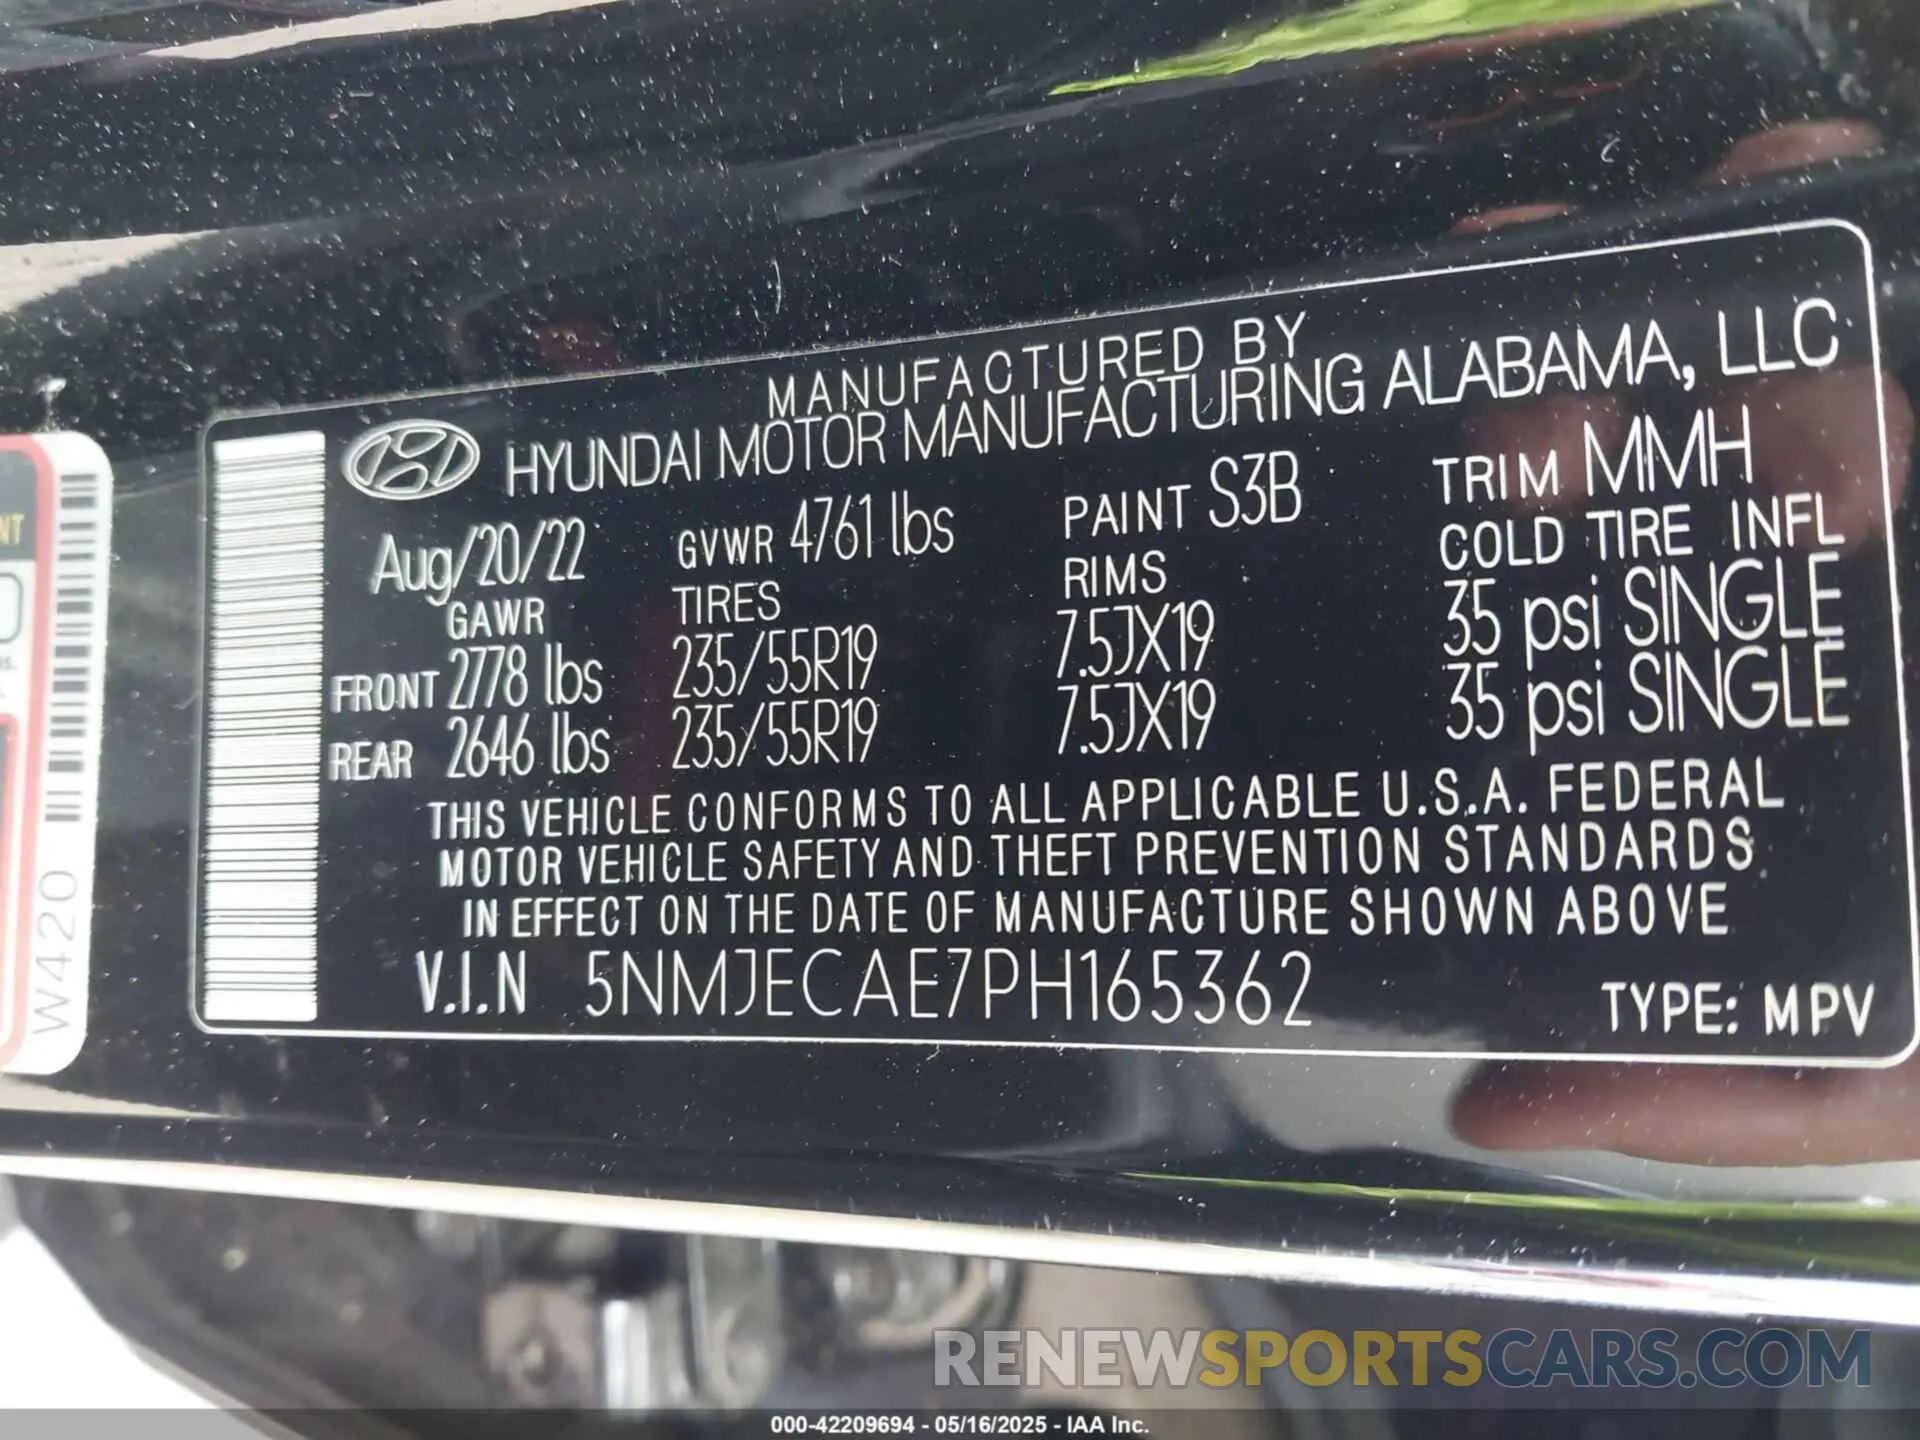 MANUFACTURED BY
HYUNDAI MOTOR MANUFACTURING ALABAMA, LLC
Aug/20/22 GVWR 4761 lbs PAINT S3B TRIM MMH
GAWR TIRES RIMS COLD TIRE INFL
FRONT 2778 lbs 235/55R19 7.5JX19 35 psi SINGLE
REAR 2646 lbs 235/55R19 7.5JX19 35 psi SINGLE
THIS VEHICLE CONFORMS TO ALL APPLICABLE U.S.A. FEDERAL
MOTOR VEHICLE SAFETY AND THEFT PREVENTION STANDARDS
IN EFFECT ON THE DATE OF MANUFACTURE SHOWN ABOVE
V.I.N 5NMJECAE7PH165362
TYPE: MPV
W420
RENEWSPORTSCARS.COM
000-42209694 - 05/16/2025 - IAA Inc.